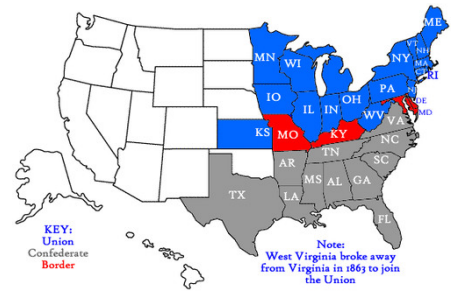 ME
VT
NH
MN
WI
NY
MA
CT
RI
IO
IL
IN
OH
PA
NJ
DE
MD
KS
MO
KY
WV
VA
NC
TN
AR
SC
MS
AL
GA
LA
TX
FL
KEY:
Union
Confederate
Border
Note:
West Virginia broke away
from Virginia in 1863 to join
the Union